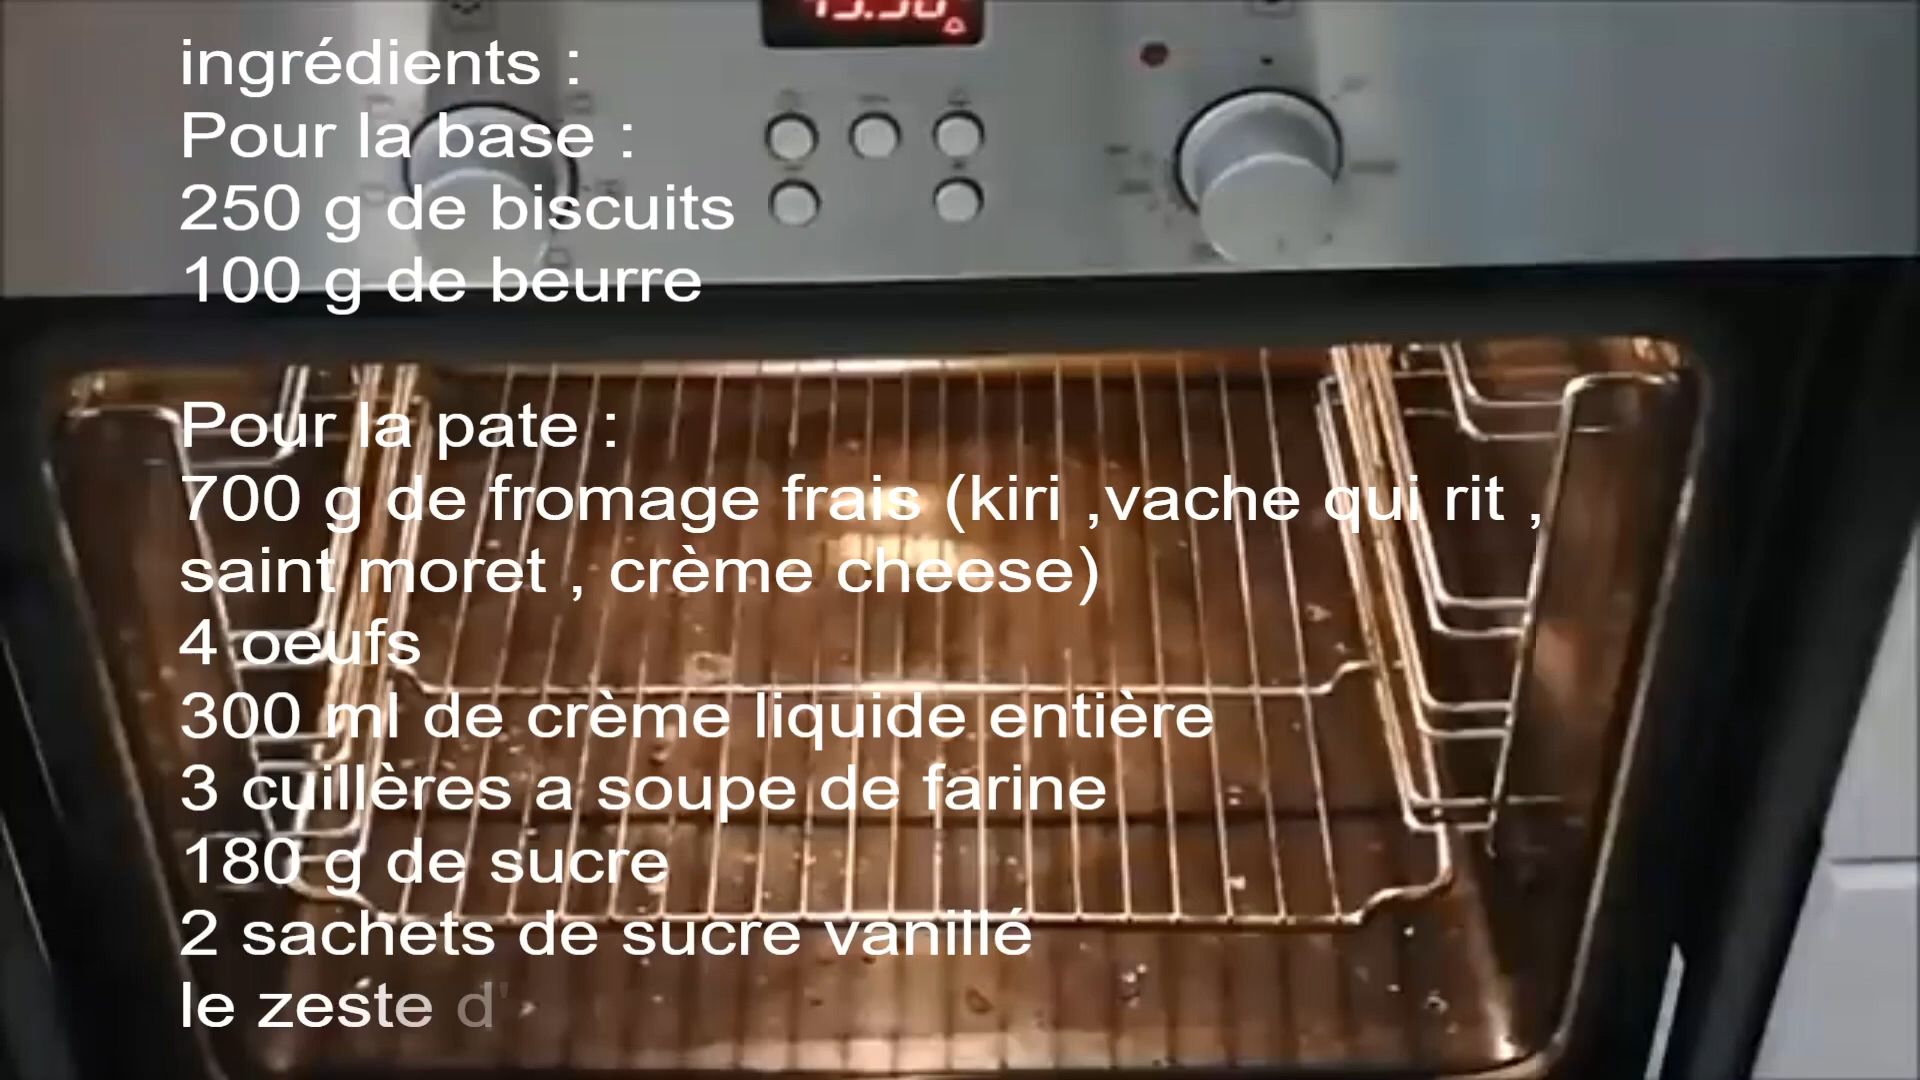 ingrédients :
Pour la base :
250 g de biscuits
100 g de beurre
Pour la pate :
700 g de fromage frais (kiri ,vache qui rit ,
saint moret , crème cheese)
4 oeufs
300 ml de crème liquide entière
3 cuillères a soupe de farine
180 g de sucre
2 sachets de sucre vanillé
le zeste d'